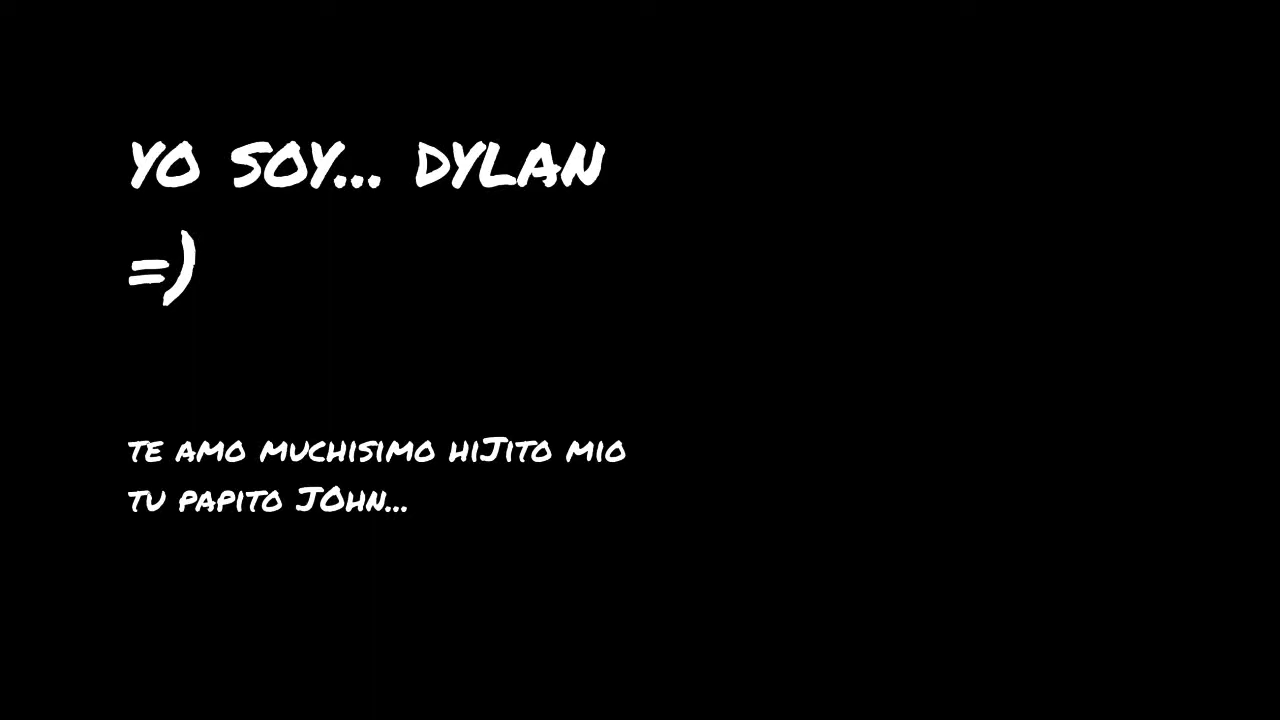 YO SOY... DYLAN
=)
TE AMO MUCHISIMO HIJITO MIO
TU PAPITO JOHN...